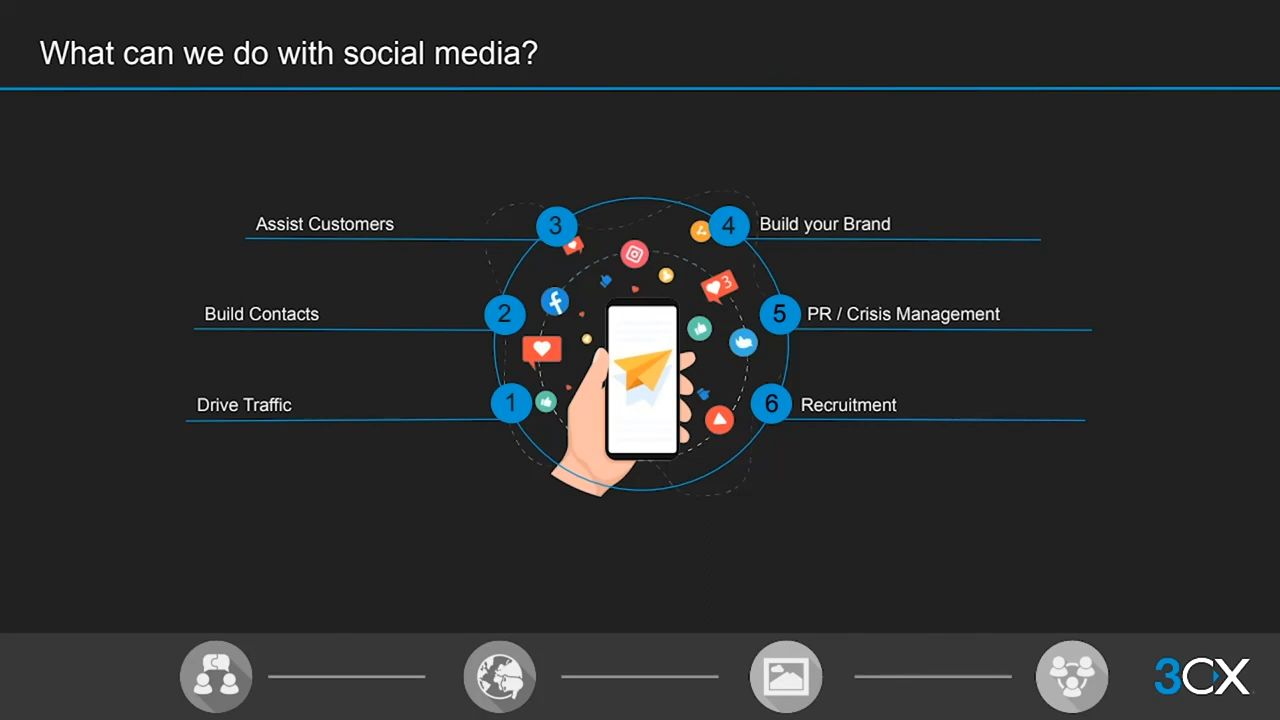 What can we do with social media?
Assist Customers
3
4
Build your Brand
3
Build Contacts
2
5
PR / Crisis Management
Drive Traffic
1
6
Recruitment
3CX